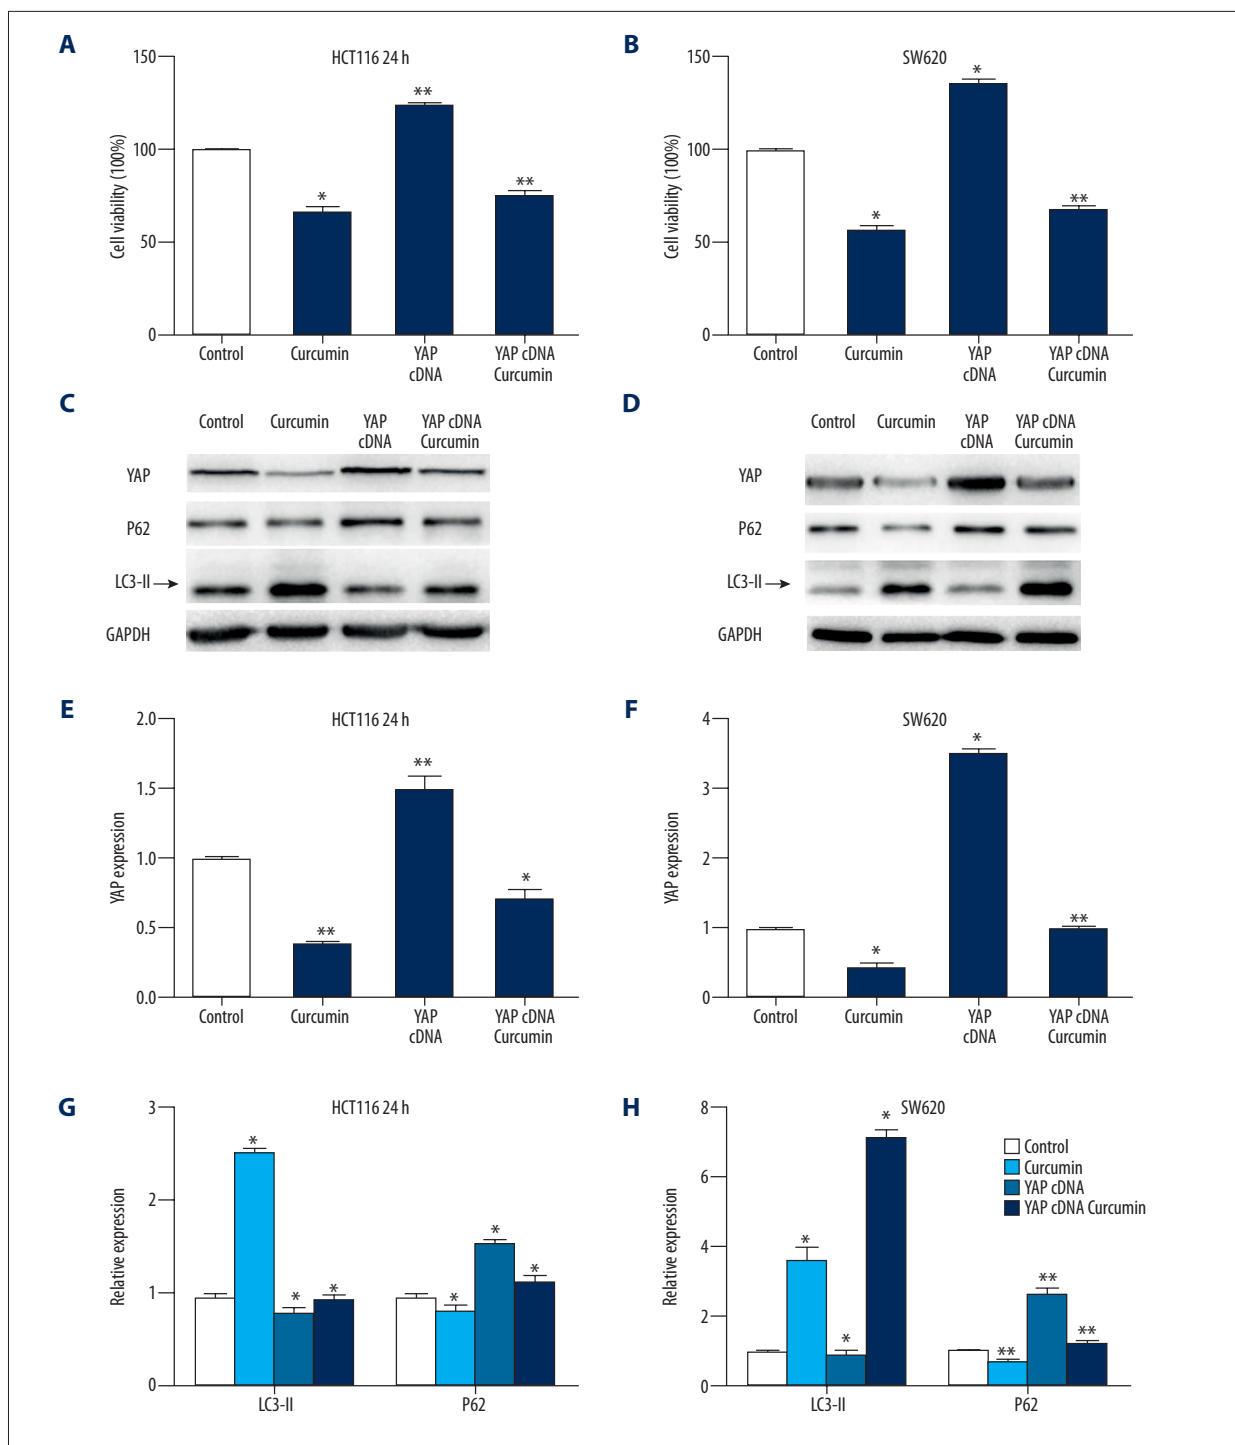 A
HCT116 24 h
Cell viability (100%)
150
100
50
0
*
**
**
Control
Curcumin
YAP
cDNA
YAP cDNA
Curcumin
B
SW620
Cell viability (100%)
150
100
50
0
*
*
**
Control
Curcumin
YAP
cDNA
YAP cDNA
Curcumin
C
Control
Curcumin
YAP
cDNA
YAP cDNA
Curcumin
YAP
P62
LC3-II
GAPDH
D
Control
Curcumin
YAP
cDNA
YAP cDNA
Curcumin
YAP
P62
LC3-II
GAPDH
E
HCT116 24 h
YAP expression
2.0
1.5
1.0
0.5
0.0
**
**
*
Control
Curcumin
YAP
cDNA
YAP cDNA
Curcumin
F
SW620
YAP expression
4
3
2
1
0
*
*
**
Control
Curcumin
YAP
cDNA
YAP cDNA
Curcumin
G
HCT116 24 h
Relative expression
3
2
1
0
*
*
*
*
*
*
LC3-II
P62
H
SW620
Relative expression
8
6
4
2
0
*
*
*
**
**
**
LC3-II
P62
Control
Curcumin
YAP cDNA
YAP cDNA Curcumin